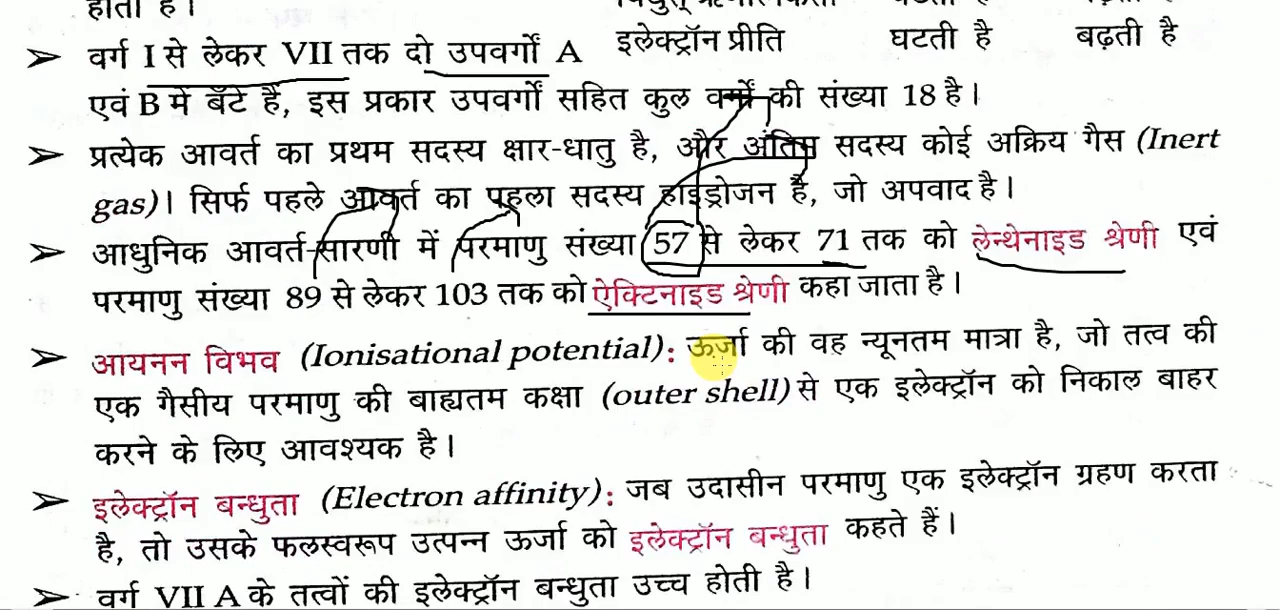 होता है।
इलेक्ट्रॉन प्रीति घटती है बढ़ती है
➢ वर्ग I से लेकर VII तक दो उपवर्गों A
एवं B में बँटे हैं, इस प्रकार उपवर्गों सहित कुल वर्गों की संख्या 18 है।
➢ प्रत्येक आवर्त का प्रथम सदस्य क्षार-धातु है, और अंतिम सदस्य कोई अक्रिय गैस (Inert
gas)। सिर्फ पहले आवर्त का पहला सदस्य हाइड्रोजन है, जो अपवाद है।
➢ आधुनिक आवर्त-सारणी में परमाणु संख्या 57 से लेकर 71 तक को लेन्थेनाइड श्रेणी एवं
परमाणु संख्या 89 से लेकर 103 तक को ऐक्टिनाइड श्रेणी कहा जाता है।
➢ आयनन विभव (Ionisational potential): ऊर्जा की वह न्यूनतम मात्रा है, जो तत्व की
एक गैसीय परमाणु की बाह्यतम कक्षा (outer shell) से एक इलेक्ट्रॉन को निकाल बाहर
करने के लिए आवश्यक है।
➢ इलेक्ट्रॉन बन्धुता (Electron affinity): जब उदासीन परमाणु एक इलेक्ट्रॉन ग्रहण करता
है, तो उसके फलस्वरूप उत्पन्न ऊर्जा को इलेक्ट्रॉन बन्धुता कहते हैं।
➢ वर्ग VII A के तत्वों की इलेक्ट्रॉन बन्धुता उच्च होती है।